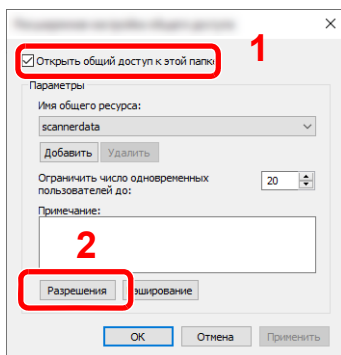 1
Открыть общий доступ к этой папке
Параметры
Имя общего ресурса:
scannerdata
Добавить Удалить
Ограничить число одновременных 20
пользователей до:
Примечание:
2
Разрешения
OK Отмена Применить